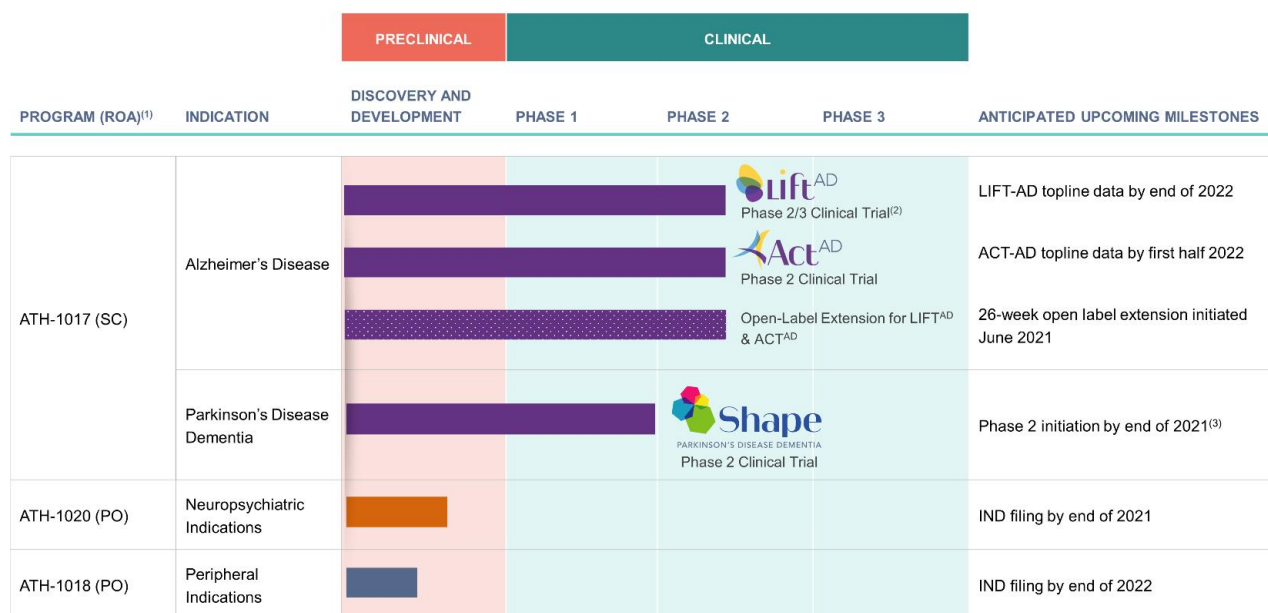 PRECLINICAL
CLINICAL
PROGRAM (ROA)(1)
INDICATION
DISCOVERY AND
DEVELOPMENT
PHASE 1
PHASE 2
PHASE 3
ANTICIPATED UPCOMING MILESTONES
ATH-1017 (SC)
Alzheimer’s Disease
Lift AD
Phase 2/3 Clinical Trial(2)
LIFT-AD topline data by end of 2022
Act AD
Phase 2 Clinical Trial
ACT-AD topline data by first half 2022
Open-Label Extension for LIFTAD
& ACTAD
26-week open label extension initiated
June 2021
Parkinson’s Disease
Dementia
Shape
PARKINSON’S DISEASE DEMENTIA
Phase 2 Clinical Trial
Phase 2 initiation by end of 2021(3)
ATH-1020 (PO)
Neuropsychiatric
Indications
IND filing by end of 2021
ATH-1018 (PO)
Peripheral
Indications
IND filing by end of 2022